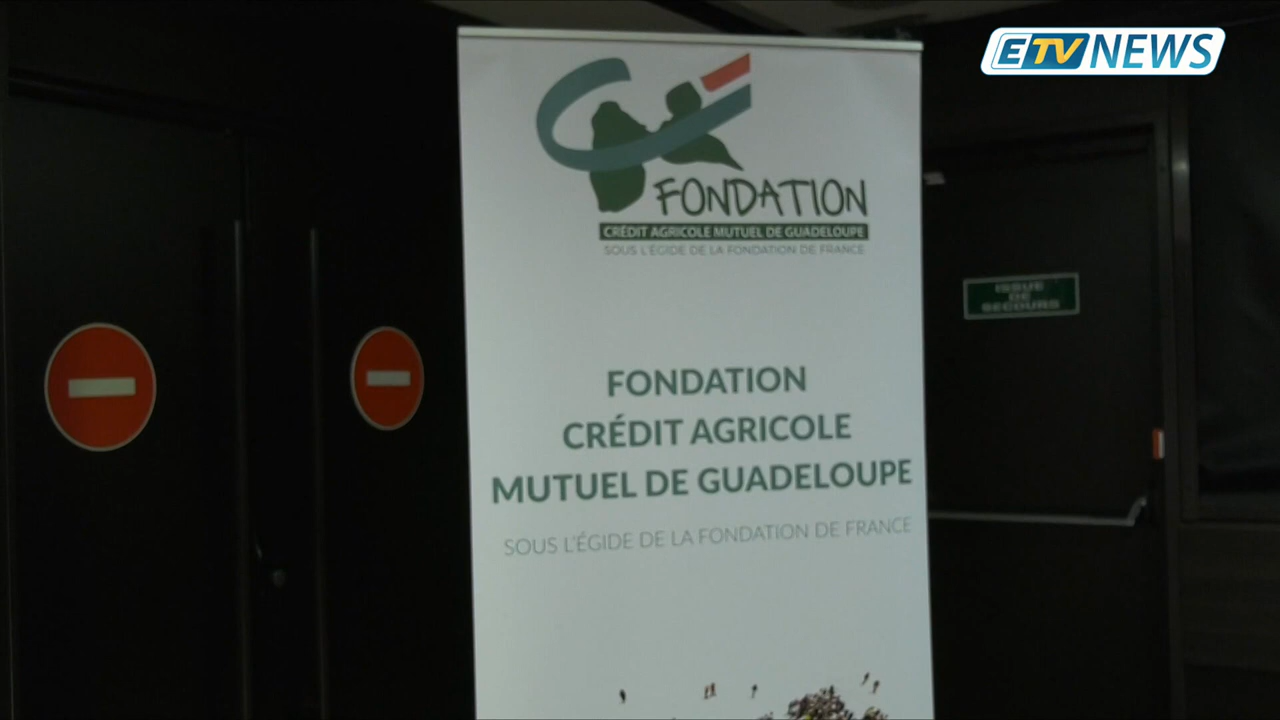 ETV NEWS
FONDATION
CRÉDIT AGRICOLE MUTUEL DE GUADELOUPE
SOUS L'ÉGIDE DE LA FONDATION DE FRANCE
ISSUE
DE
SECOURS
FONDATION
CRÉDIT AGRICOLE
MUTUEL DE GUADELOUPE
SOUS L'ÉGIDE DE LA FONDATION DE FRANCE